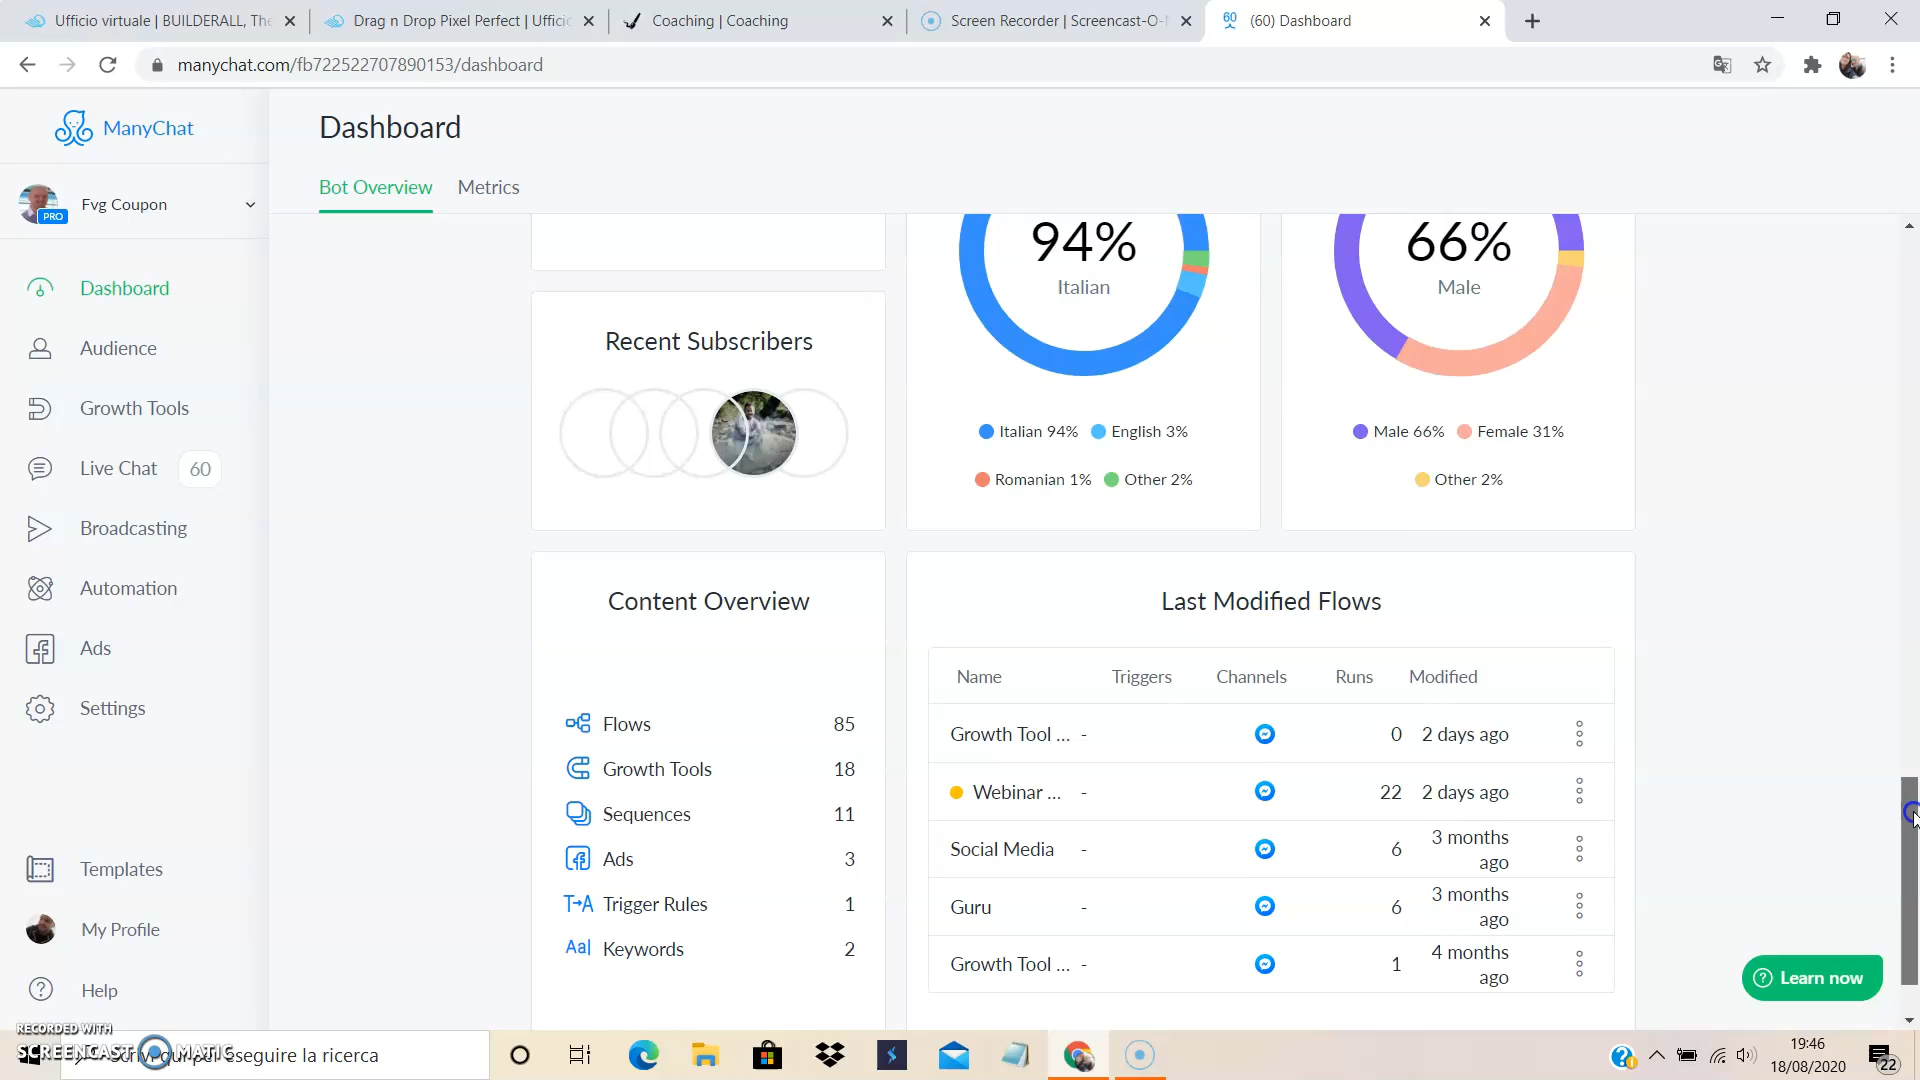 Ufficio virtuale | BUILDERALL, The
Drag n Drop Pixel Perfect | Uffici
Coaching | Coaching
Screen Recorder | Screencast-O-
(60) Dashboard
manychat.com/fb722522707890153/dashboard
ManyChat
Dashboard
Bot Overview
Metrics
PRO
Fvg Coupon
Dashboard
Audience
Growth Tools
Live Chat
60
Broadcasting
Automation
Ads
Settings
Templates
My Profile
Help
94%
Italian
66%
Male
Recent Subscribers
Italian 94%
English 3%
Romanian 1%
Other 2%
Male 66%
Female 31%
Other 2%
Content Overview
Flows 85
Growth Tools 18
Sequences 11
Ads 3
Trigger Rules 1
Keywords 2
Last Modified Flows
Name Triggers Channels Runs Modified
Growth Tool ... - 0 2 days ago
Webinar ... - 22 2 days ago
Social Media - 6 3 months
ago
Guru - 6 3 months
ago
Growth Tool ... - 1 4 months
ago
Learn now
RECORDED WITH
SCREENCAST MATIC
eseguire la ricerca
19:46
18/08/2020
22